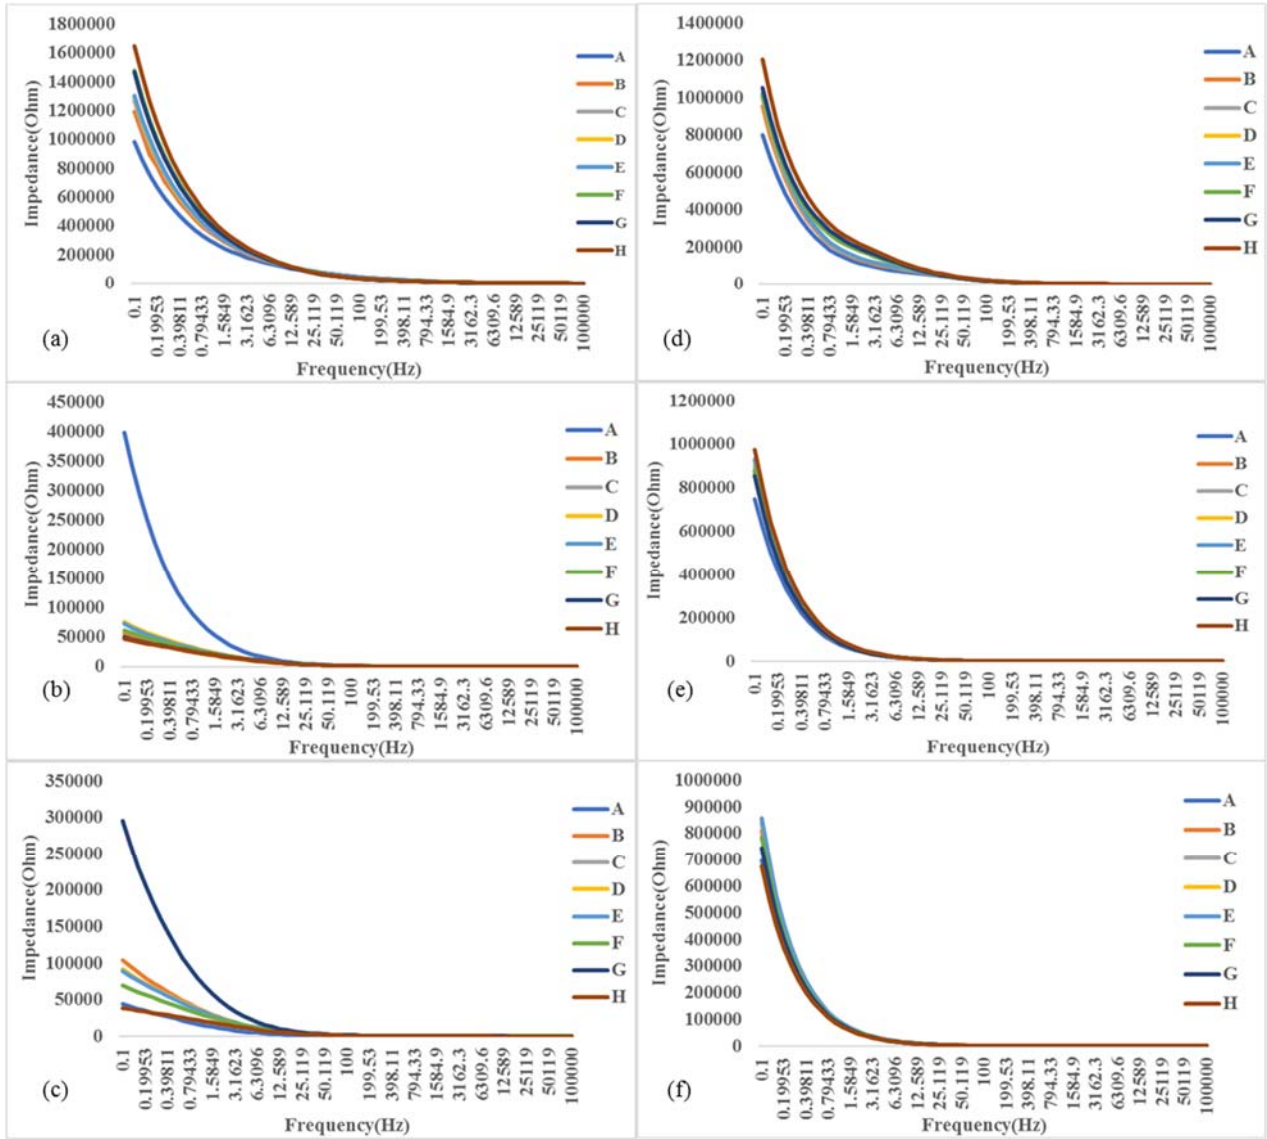 1800000
1600000
1400000
1200000
1000000
800000
600000
400000
200000
0
Impedance(Ohm)
0.1
0.19953
0.39811
0.79433
1.5849
3.1623
6.3096
12.589
25.119
50.119
100
199.53
398.11
794.33
1584.9
3162.3
6309.6
12589
25119
50119
100000
Frequency(Hz)
A
B
C
D
E
F
G
H
(a)
1400000
1200000
1000000
800000
600000
400000
200000
0
Impedance(Ohm)
0.1
0.19953
0.39811
0.79433
1.5849
3.1623
6.3096
12.589
25.119
50.119
100
199.53
398.11
794.33
1584.9
3162.3
6309.6
12589
25119
50119
100000
Frequency(Hz)
A
B
C
D
E
F
G
H
(d)
450000
400000
350000
300000
250000
200000
150000
100000
50000
0
Impedance(Ohm)
0.1
0.19953
0.39811
0.79433
1.5849
3.1623
6.3096
12.589
25.119
50.119
100
199.53
398.11
794.33
1584.9
3162.3
6309.6
12589
25119
50119
100000
Frequency(Hz)
A
B
C
D
E
F
G
H
(b)
1200000
1000000
800000
600000
400000
200000
0
Impedance(Ohm)
0.1
0.19953
0.39811
0.79433
1.5849
3.1623
6.3096
12.589
25.119
50.119
100
199.53
398.11
794.33
1584.9
3162.3
6309.6
12589
25119
50119
100000
Frequency(Hz)
A
B
C
D
E
F
G
H
(e)
350000
300000
250000
200000
150000
100000
50000
0
Impedance(Ohm)
0.1
0.19953
0.39811
0.79433
1.5849
3.1623
6.3096
12.589
25.119
50.119
100
199.53
398.11
794.33
1584.9
3162.3
6309.6
12589
25119
50119
100000
Frequency(Hz)
A
B
C
D
E
F
G
H
(c)
1000000
900000
800000
700000
600000
500000
400000
300000
200000
100000
0
Impedance(Ohm)
0.1
0.19953
0.39811
0.79433
1.5849
3.1623
6.3096
12.589
25.119
50.119
100
199.53
398.11
794.33
1584.9
3162.3
6309.6
12589
25119
50119
100000
Frequency(Hz)
A
B
C
D
E
F
G
H
(f)